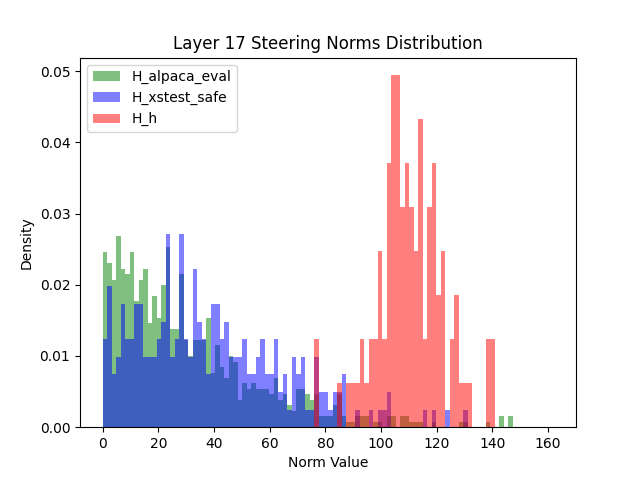 Layer 17 Steering Norms Distribution
H_alpaca_eval
H_xstest_safe
H_h
0.05
0.04
0.03
0.02
0.01
0.00
Density
0 20 40 60 80 100 120 140 160
Norm Value